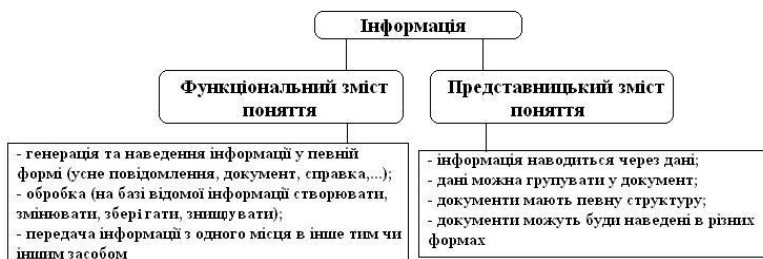 Інформація
Функціональний зміст
поняття
Представницький зміст
поняття
- генерація та наведення інформації у певній
формі (усне повідомлення, документ, справка,...);
- обробка (на базі відомої інформації створювати,
змінювати, збері гати, знищувати);
- передача інформації з одного місця в інше тим чи
іншим засобом
- інформація наводиться через дані;
- дані можна групувати у документ;
- документи мають певну структуру;
- документи можуть буди наведені в різних
формах